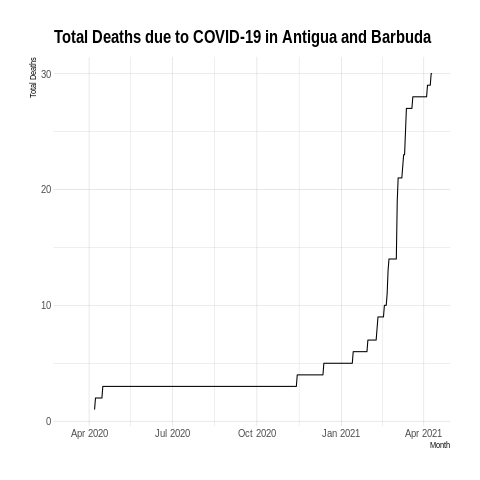 Total Deaths due to COVID-19 in Antigua and Barbuda
Total Deaths
30
20
10
0
Apr 2020 Jul 2020 Oct 2020 Jan 2021 Apr 2021
Month